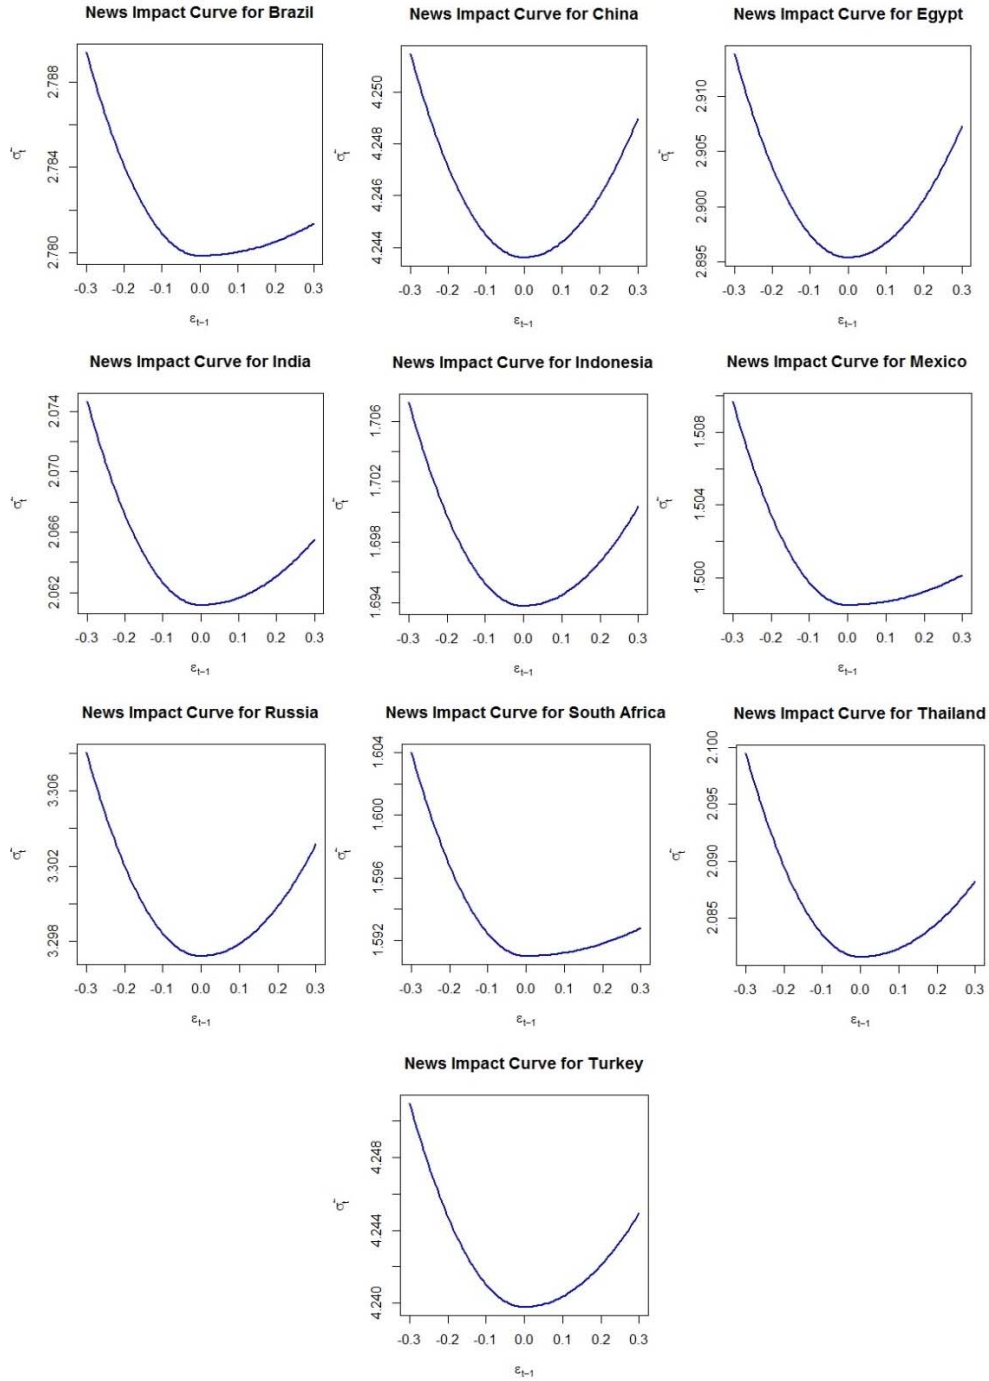 News Impact Curve for Brazil
2.788
2.784
2.780
-0.3 -0.2 -0.1 0.0 0.1 0.2 0.3
εt−1
News Impact Curve for China
4.250
4.248
4.246
4.244
-0.3 -0.2 -0.1 0.0 0.1 0.2 0.3
εt−1
News Impact Curve for Egypt
2.910
2.905
2.900
2.895
-0.3 -0.2 -0.1 0.0 0.1 0.2 0.3
εt−1
News Impact Curve for India
2.074
2.070
2.066
2.062
-0.3 -0.2 -0.1 0.0 0.1 0.2 0.3
εt−1
News Impact Curve for Indonesia
1.706
1.702
1.698
1.694
-0.3 -0.2 -0.1 0.0 0.1 0.2 0.3
εt−1
News Impact Curve for Mexico
1.508
1.504
1.500
-0.3 -0.2 -0.1 0.0 0.1 0.2 0.3
εt−1
News Impact Curve for Russia
3.306
3.302
3.298
-0.3 -0.2 -0.1 0.0 0.1 0.2 0.3
εt−1
News Impact Curve for South Africa
1.604
1.600
1.596
1.592
-0.3 -0.2 -0.1 0.0 0.1 0.2 0.3
εt−1
News Impact Curve for Thailand
2.100
2.095
2.090
2.085
-0.3 -0.2 -0.1 0.0 0.1 0.2 0.3
εt−1
News Impact Curve for Turkey
4.248
4.244
4.240
-0.3 -0.2 -0.1 0.0 0.1 0.2 0.3
εt−1